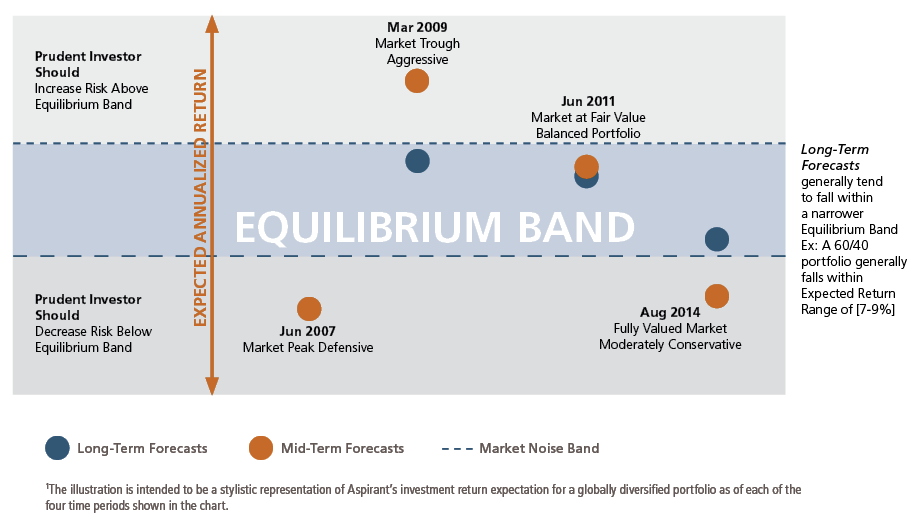 Mar 2009
Market Trough
Aggressive
Prudent Investor
Should
Increase Risk Above
Equilibrium Band
EXPECTED ANNUALIZED RETURN
Jun 2011
Market at Fair Value
Balanced Portfolio
EQUILIBRIUM BAND
Long-Term
Forecasts
generally tend
to fall within
a narrower
Equilibrium Band
Ex: A 60/40
portfolio generally
falls within
Expected Return
Range of [7-9%]
Prudent Investor
Should
Decrease Risk Below
Equilibrium Band
Jun 2007
Market Peak Defensive
Aug 2014
Fully Valued Market
Moderately Conservative
Long-Term Forecasts
Mid-Term Forecasts
Market Noise Band
¹The illustration is intended to be a stylistic representation of Aspirant's investment return expectation for a globally diversified portfolio as of each of the
four time periods shown in the chart.